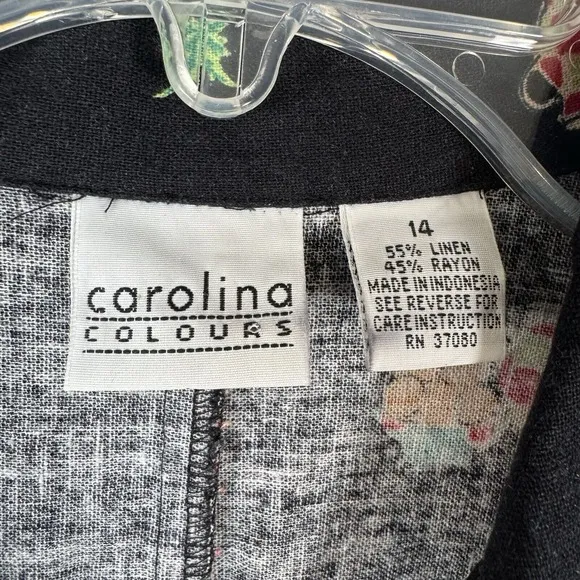 carolina
COLOURS
14
55% LINEN
45% RAYON
MADE IN INDONESIA
SEE REVERSE FOR
CARE INSTRUCTION
RN 37080